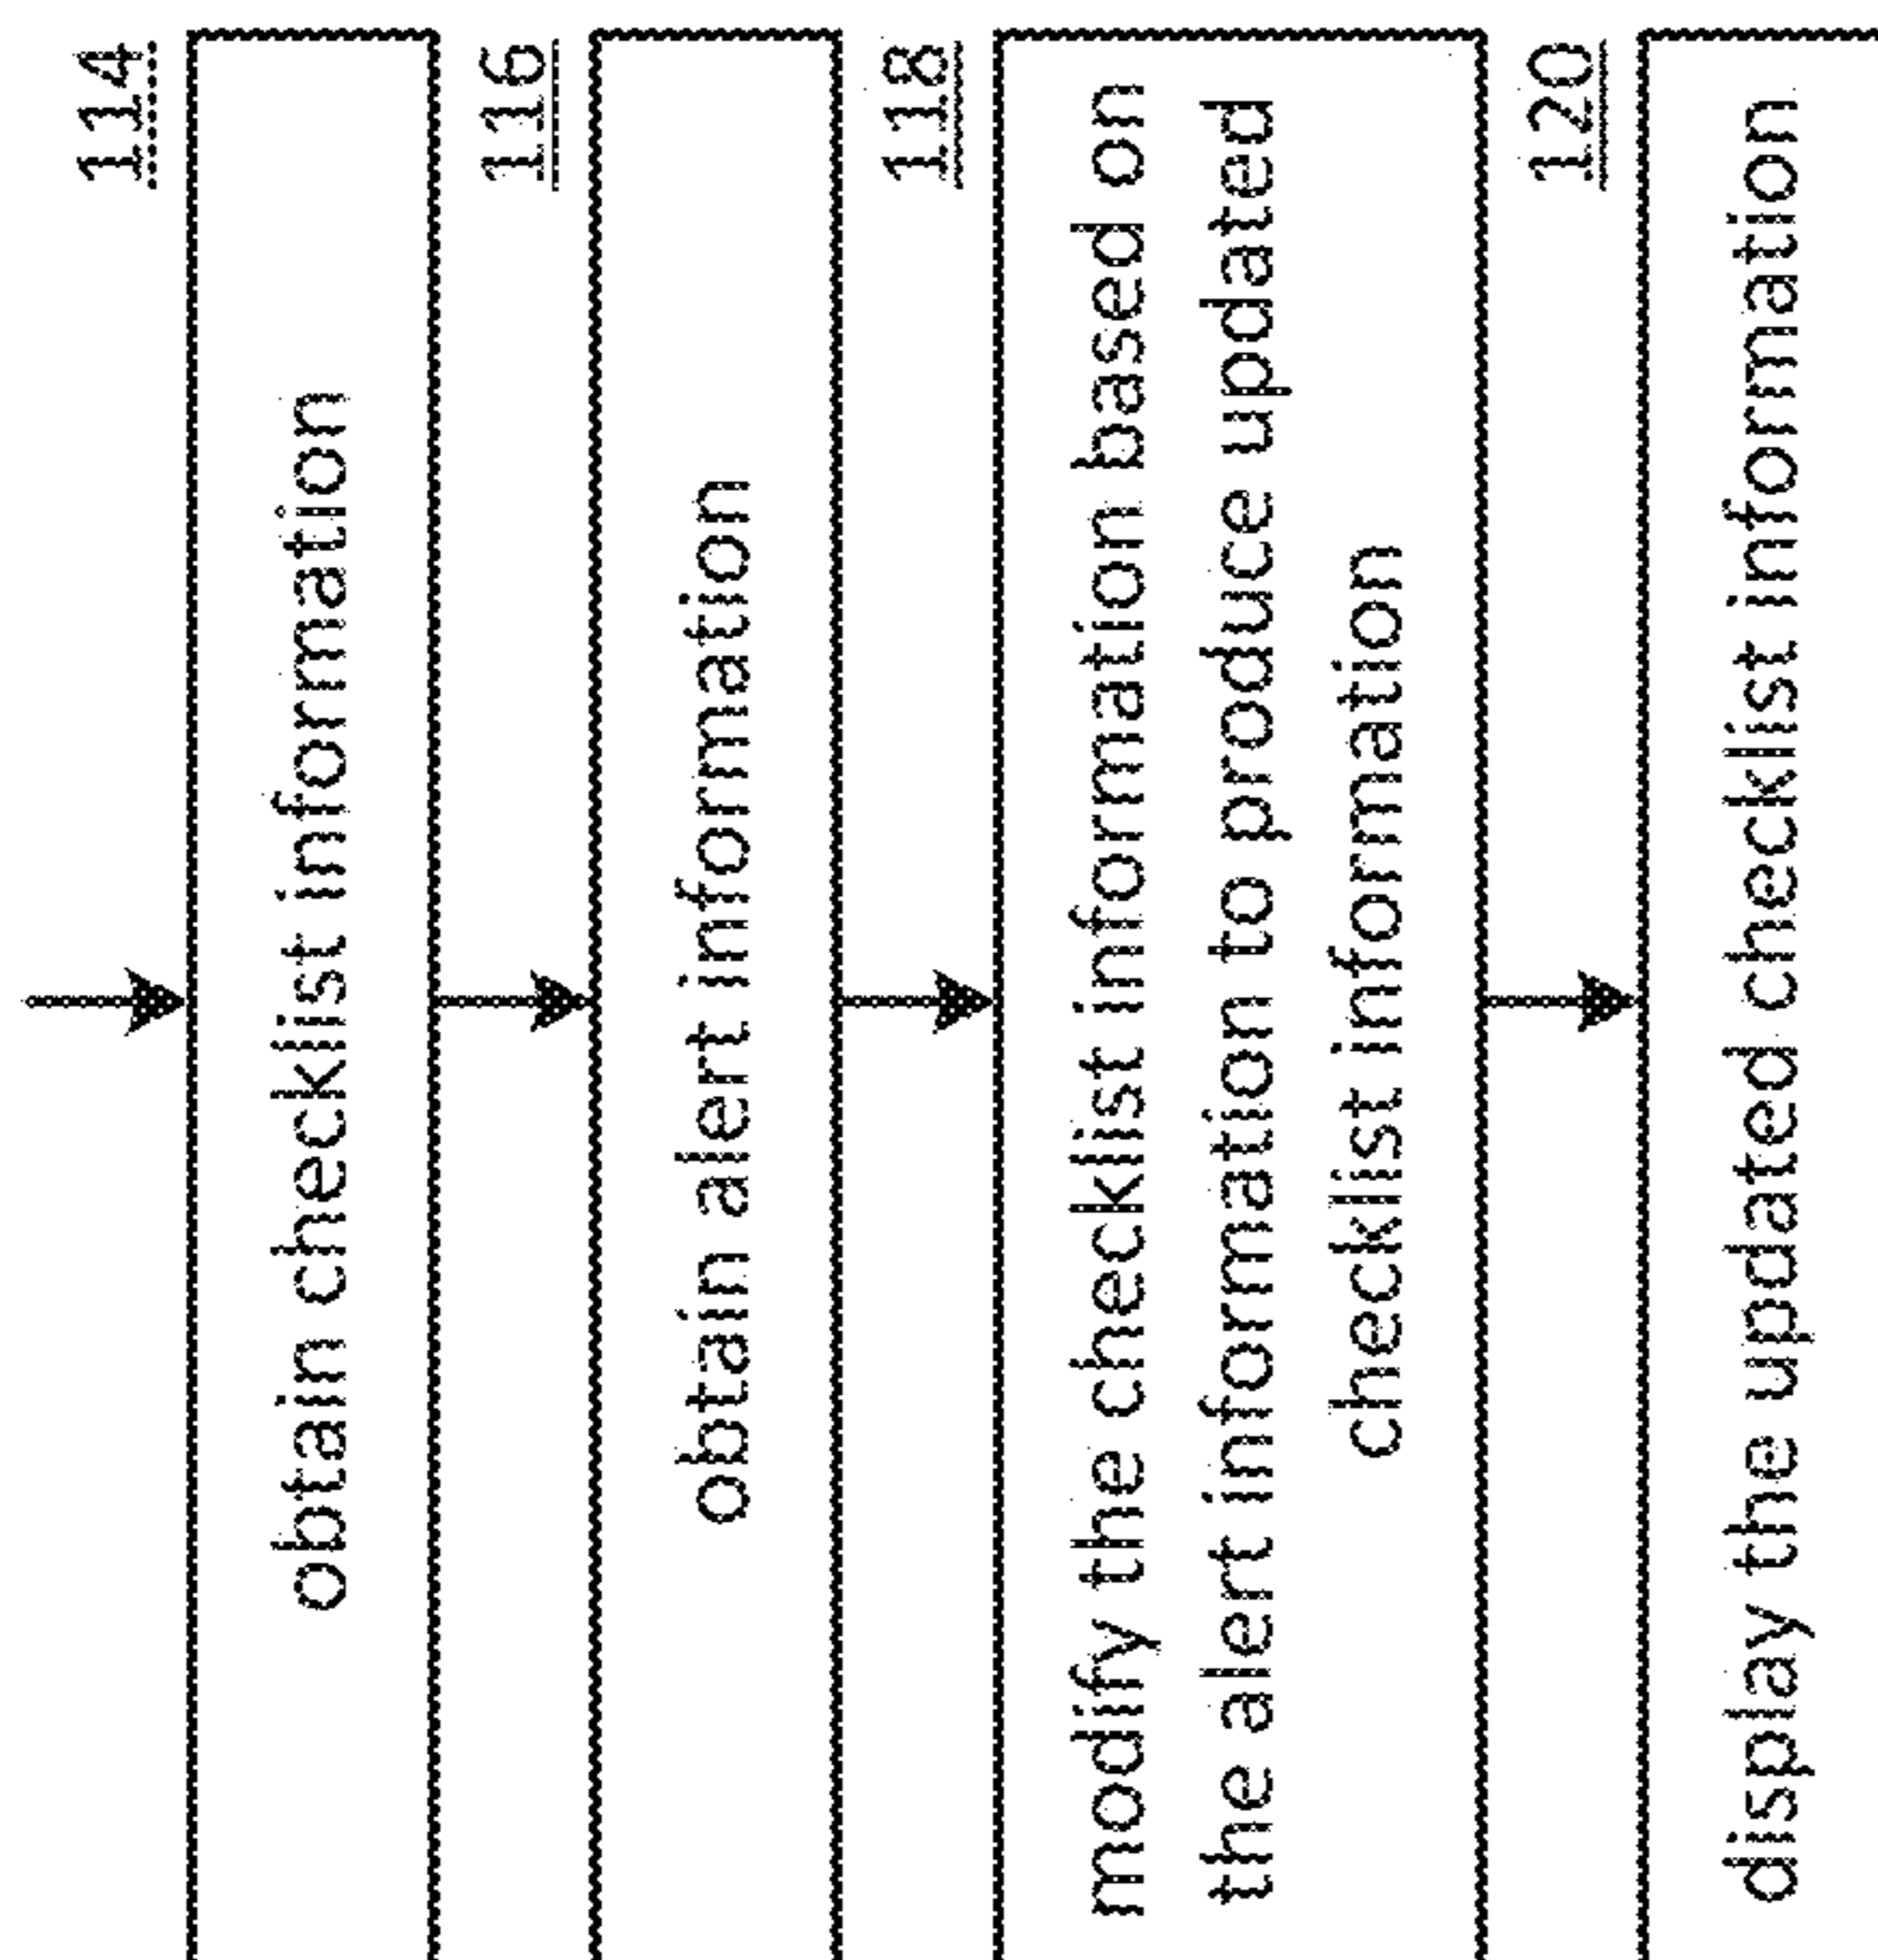 114
obtain checklist information
116
obtain alert information
118
modify the checklist information based on
the alert information to produce updated
checklist information
120
display the updated checklist information